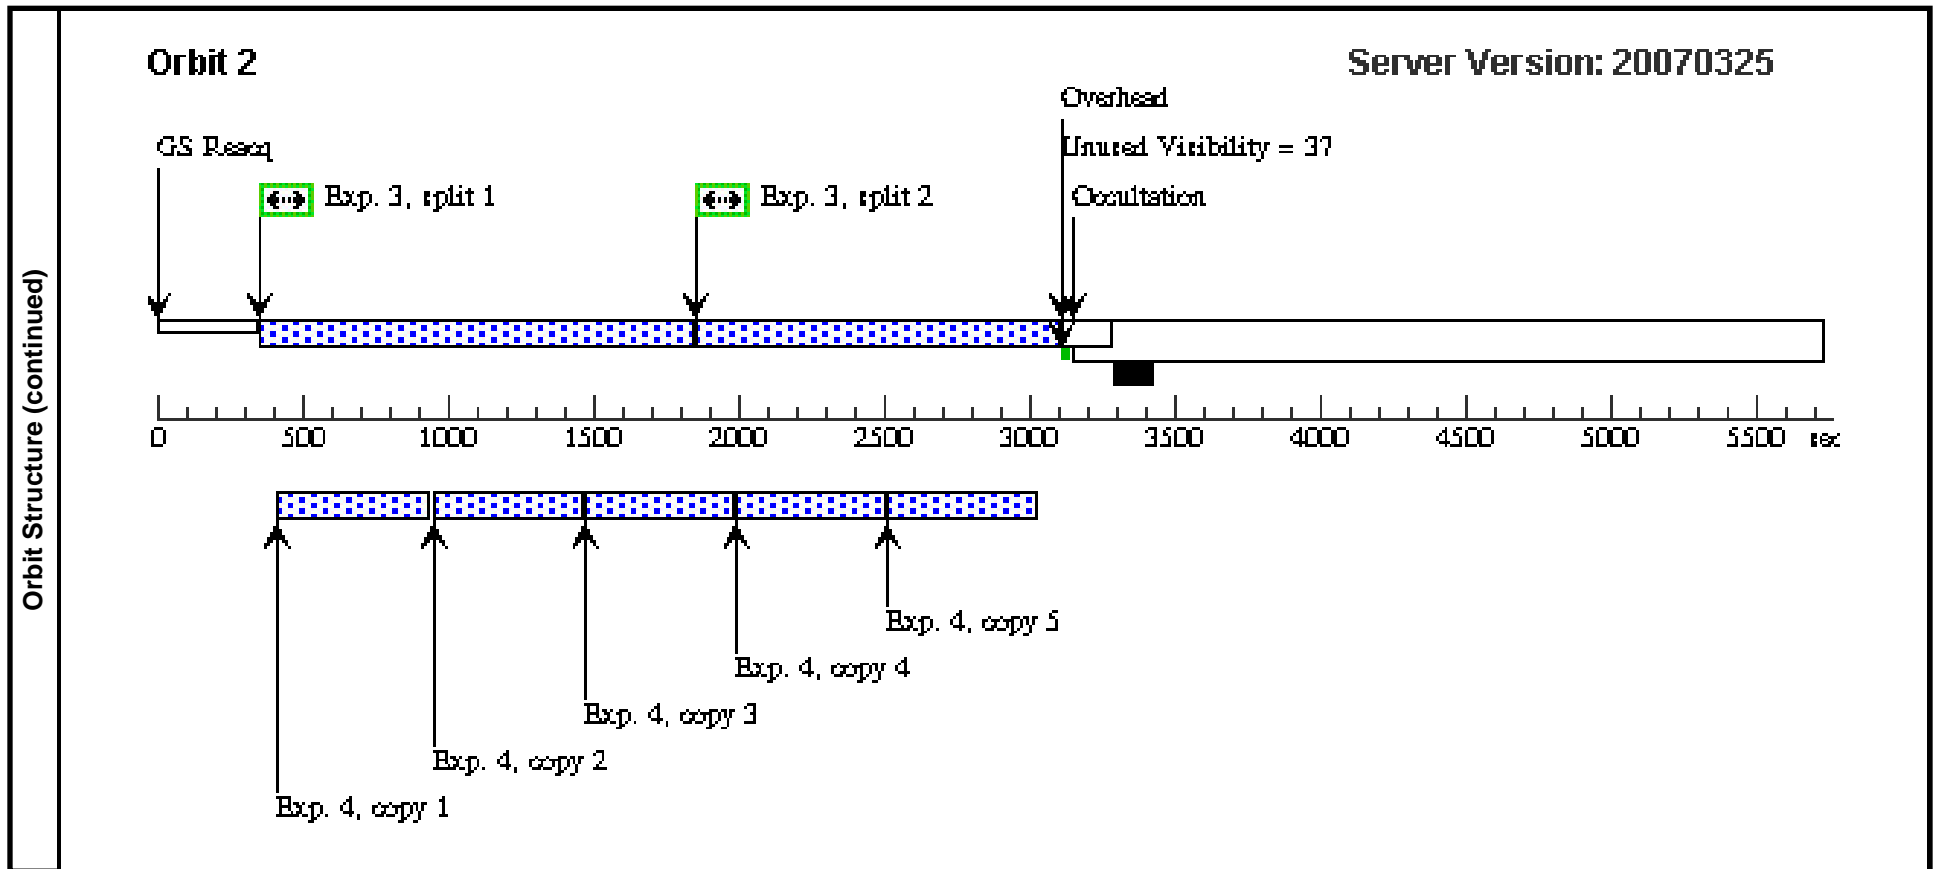 Orbit 2
Server Version: 20070325
Overhead
GS Reacq
Unused Visibility = 37
Exp. 3, split 1
Exp. 3, split 2
Occultation
Orbit Structure (continued)
0 500 1000 1500 2000 2500 3000 3500 4000 4500 5000 5500 sec
Exp. 4, copy 5
Exp. 4, copy 4
Exp. 4, copy 3
Exp. 4, copy 2
Exp. 4, copy 1